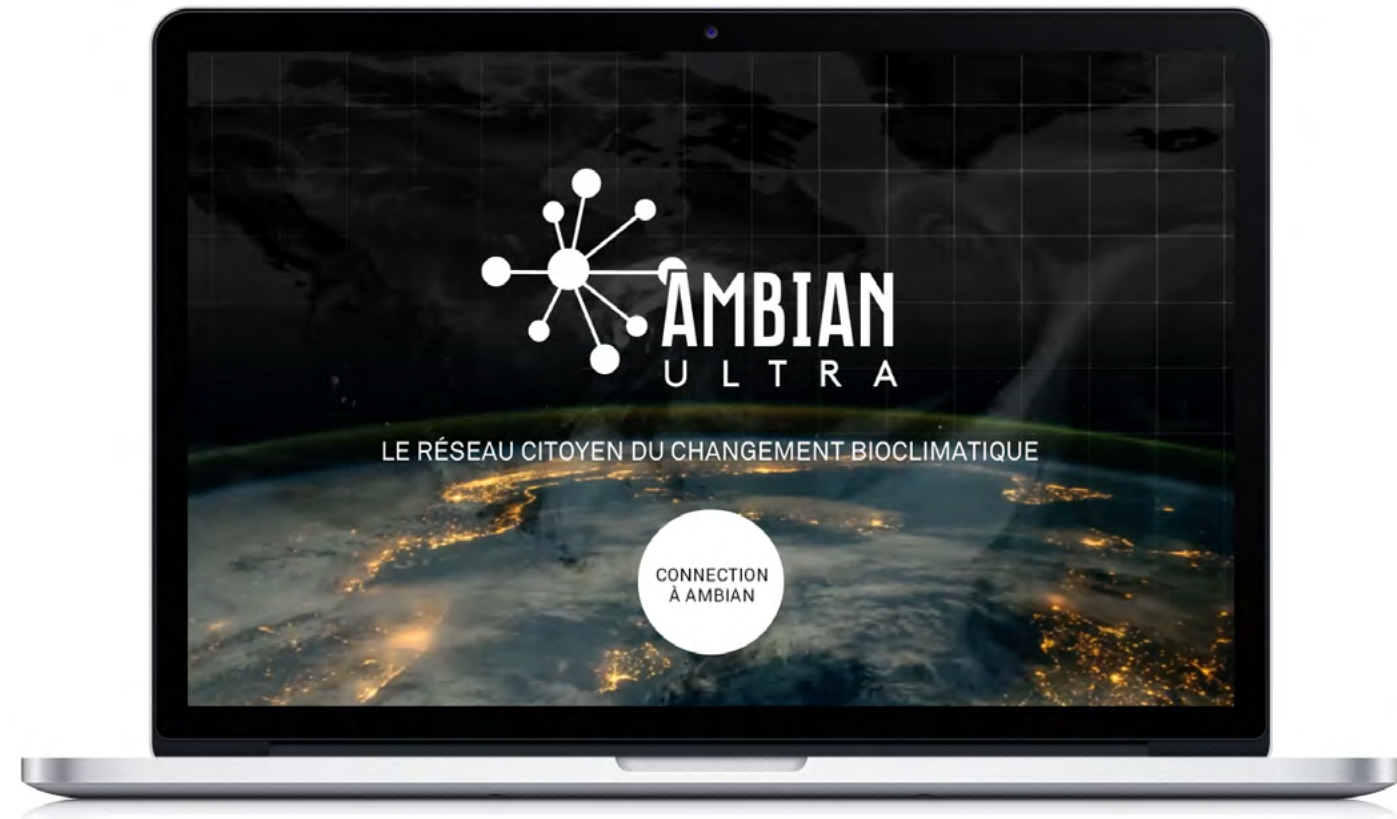 AMBIAN
ULTRA
LE RÉSEAU CITOYEN DU CHANGEMENT BIOCLIMATIQUE
CONNECTION
À AMBIAN